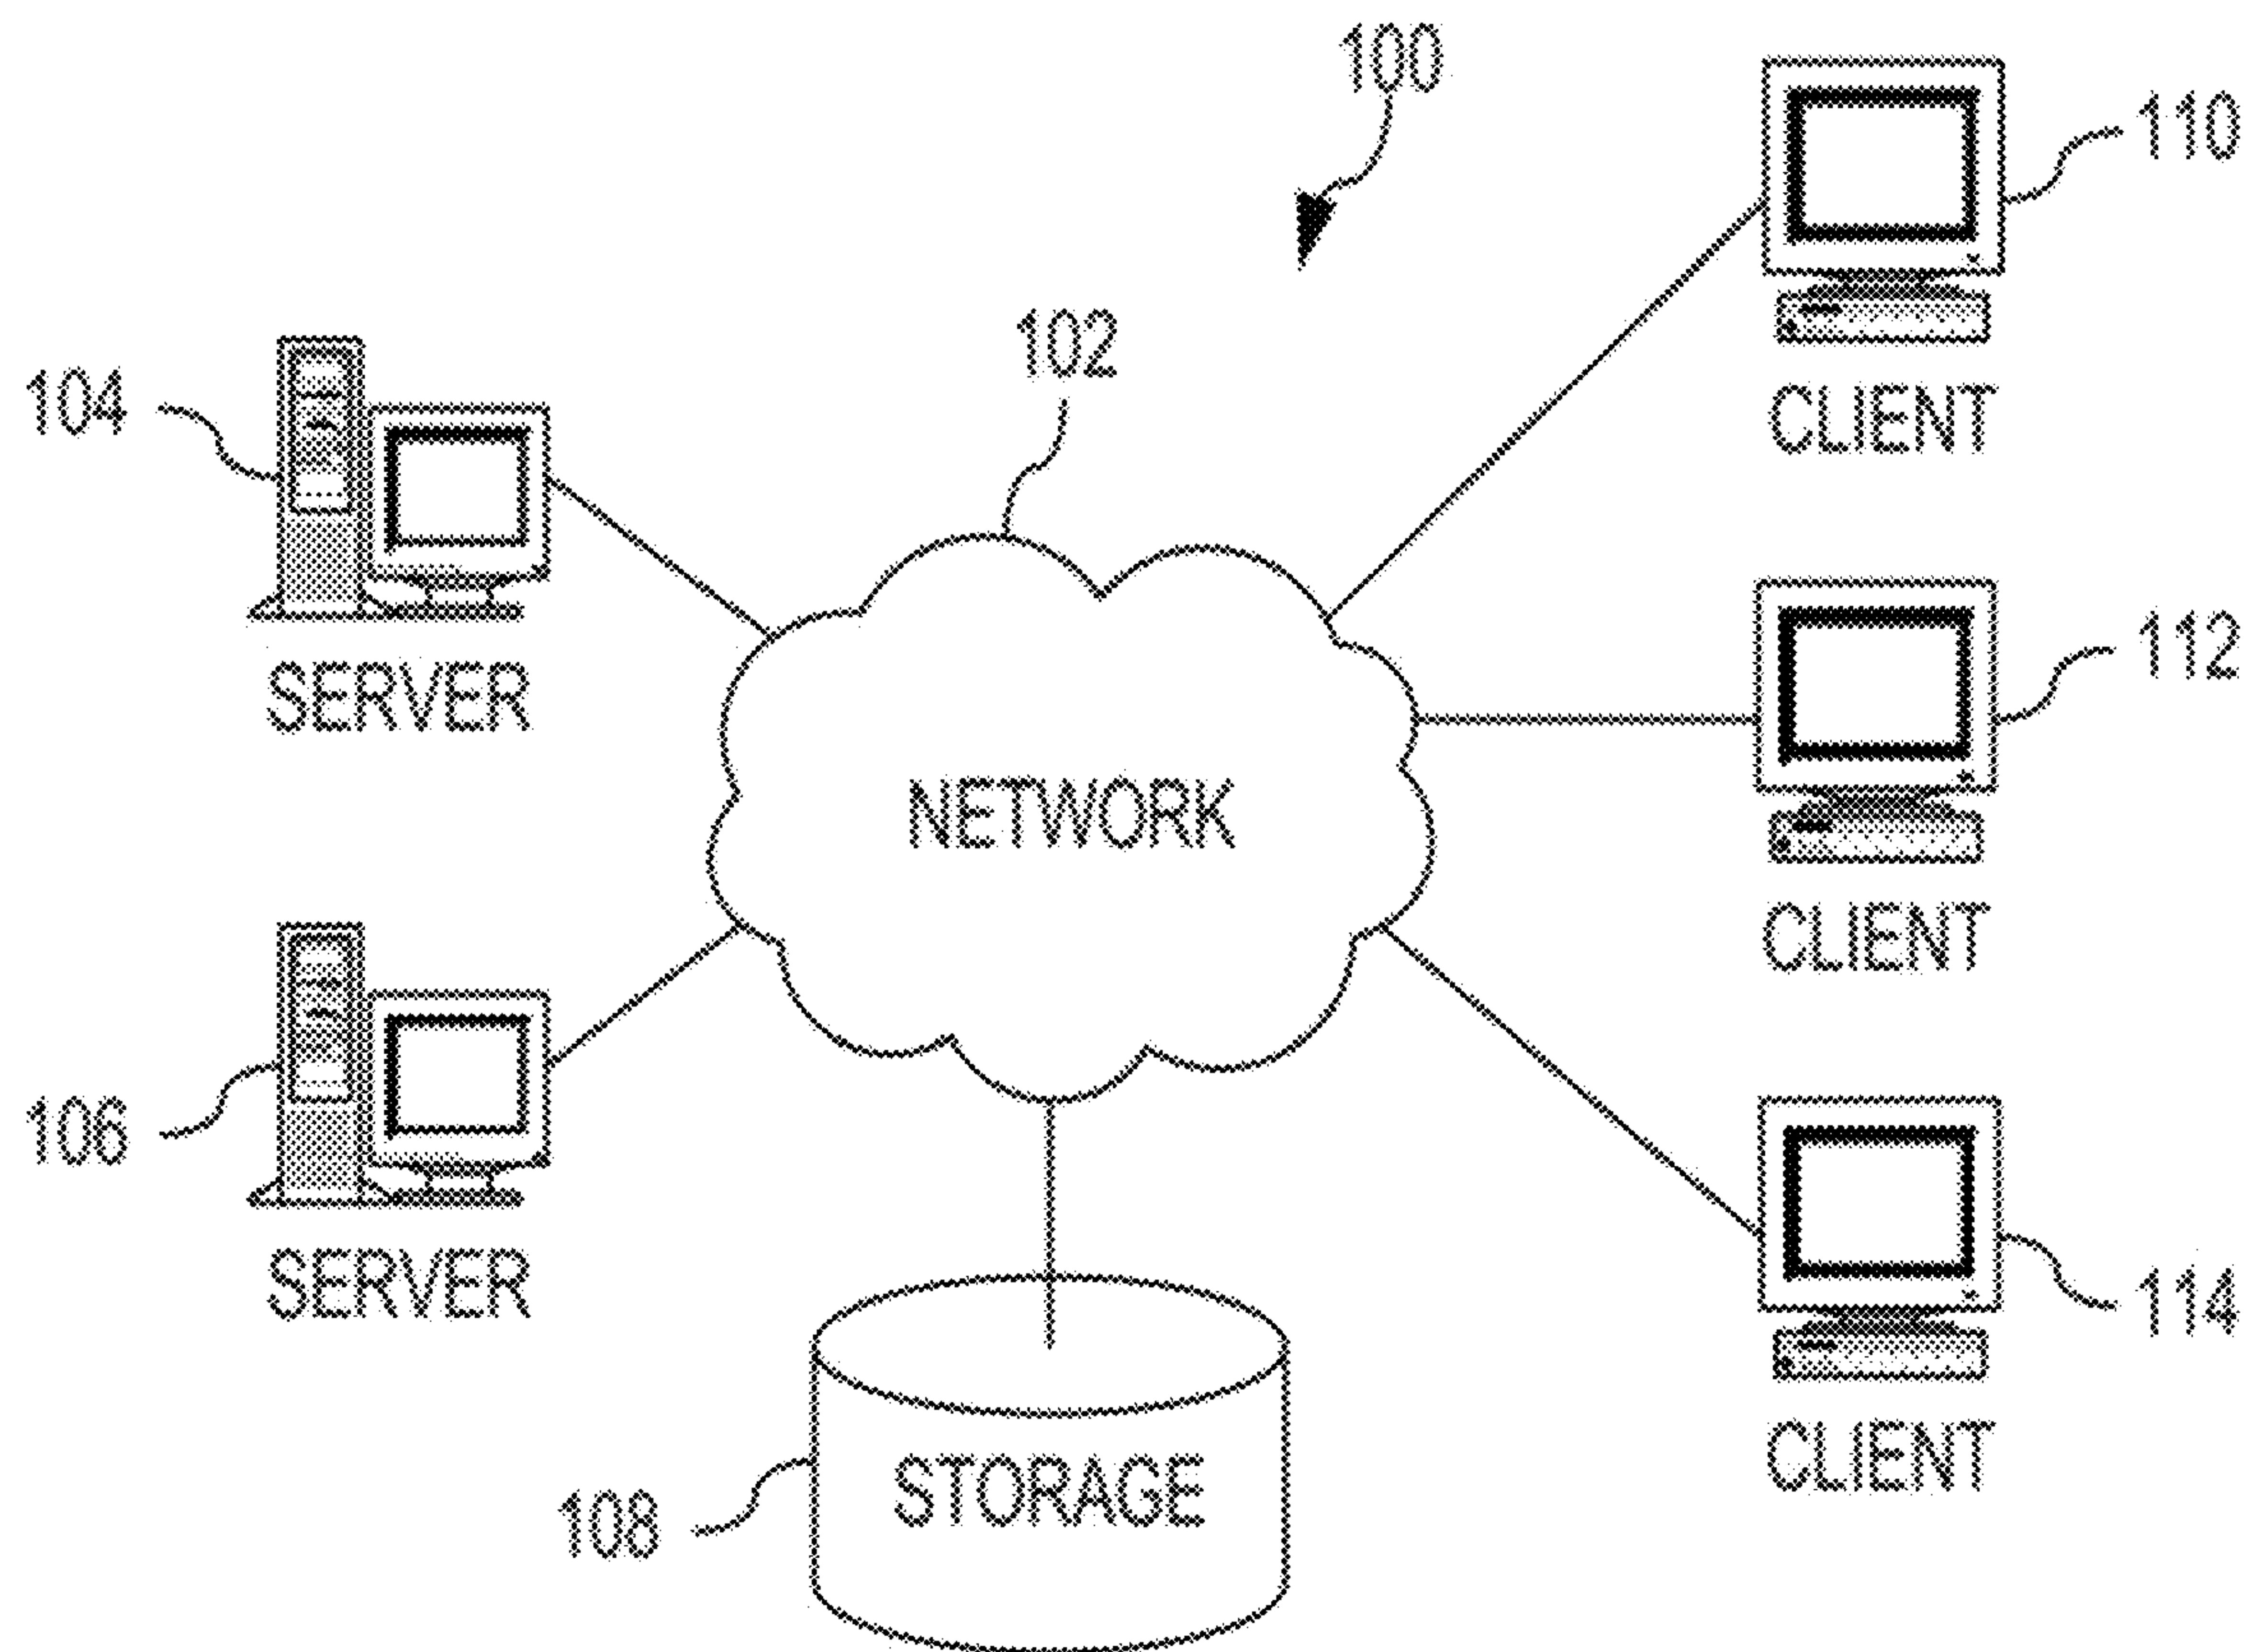 100
110
CLIENT
102
104
SERVER
112
CLIENT
NETWORK
106
SERVER
114
CLIENT
108
STORAGE